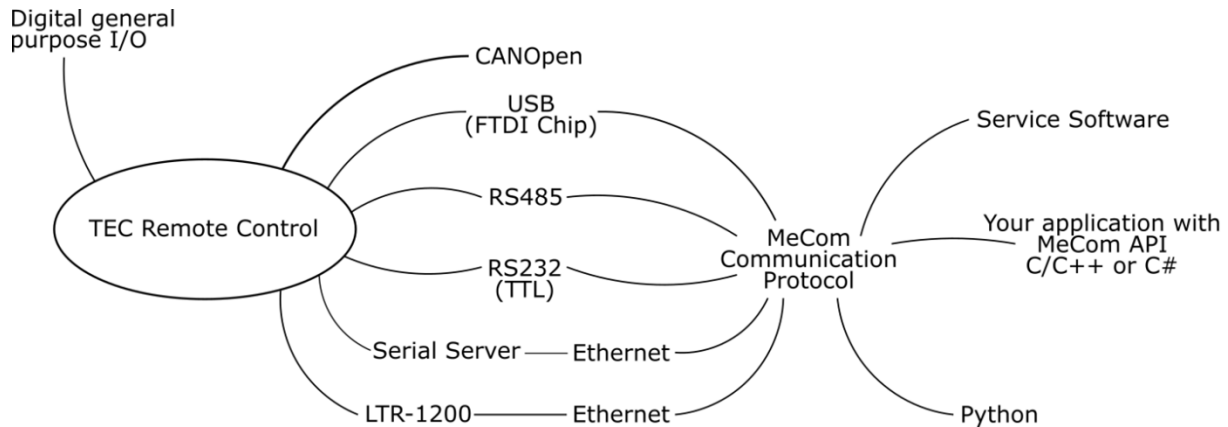 Digital general
purpose I/O
CANOpen
USB
(FTDI Chip)
Service Software
RS485
TEC Remote Control
Your application with
MeCom API
C/C++ or C#
MeCom
Communication
Protocol
RS232
(TTL)
Serial Server
Ethernet
LTR-1200
Ethernet
Python